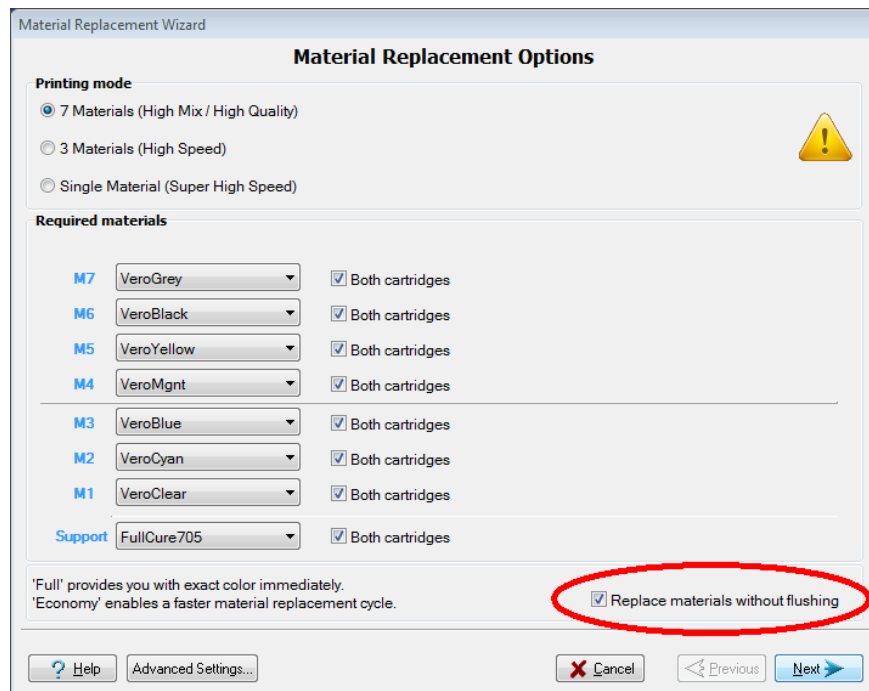 Material Replacement Wizard
Material Replacement Options
Printing mode
7 Materials (High Mix / High Quality)
3 Materials (High Speed)
Single Material (Super High Speed)
Required materials
M7 VeroGrey Both cartridges
M6 VeroBlack Both cartridges
M5 VeroYellow Both cartridges
M4 VeroMgnt Both cartridges
M3 VeroBlue Both cartridges
M2 VeroCyan Both cartridges
M1 VeroClear Both cartridges
Support FullCure705 Both cartridges
'Full' provides you with exact color immediately.
'Economy' enables a faster material replacement cycle.
Replace materials without flushing
? Help Advanced Settings... Cancel Previous Next